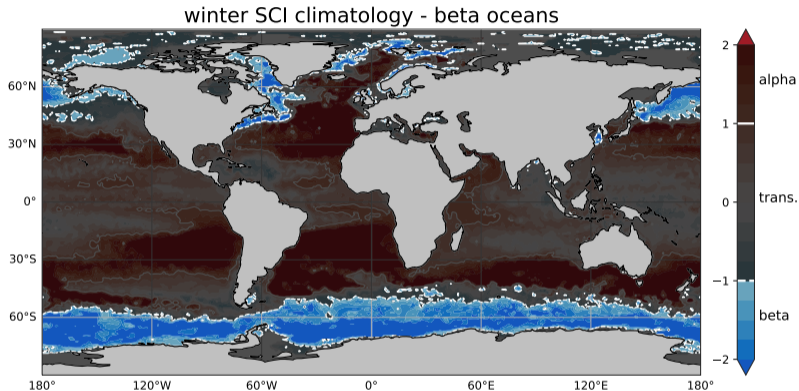 winter SCI climatology - beta oceans
2
alpha
60°N
1
30°N
0°
0
trans.
30°S
−1
60°S
beta
−2
180°
120°W
60°W
0°
60°E
120°E
180°